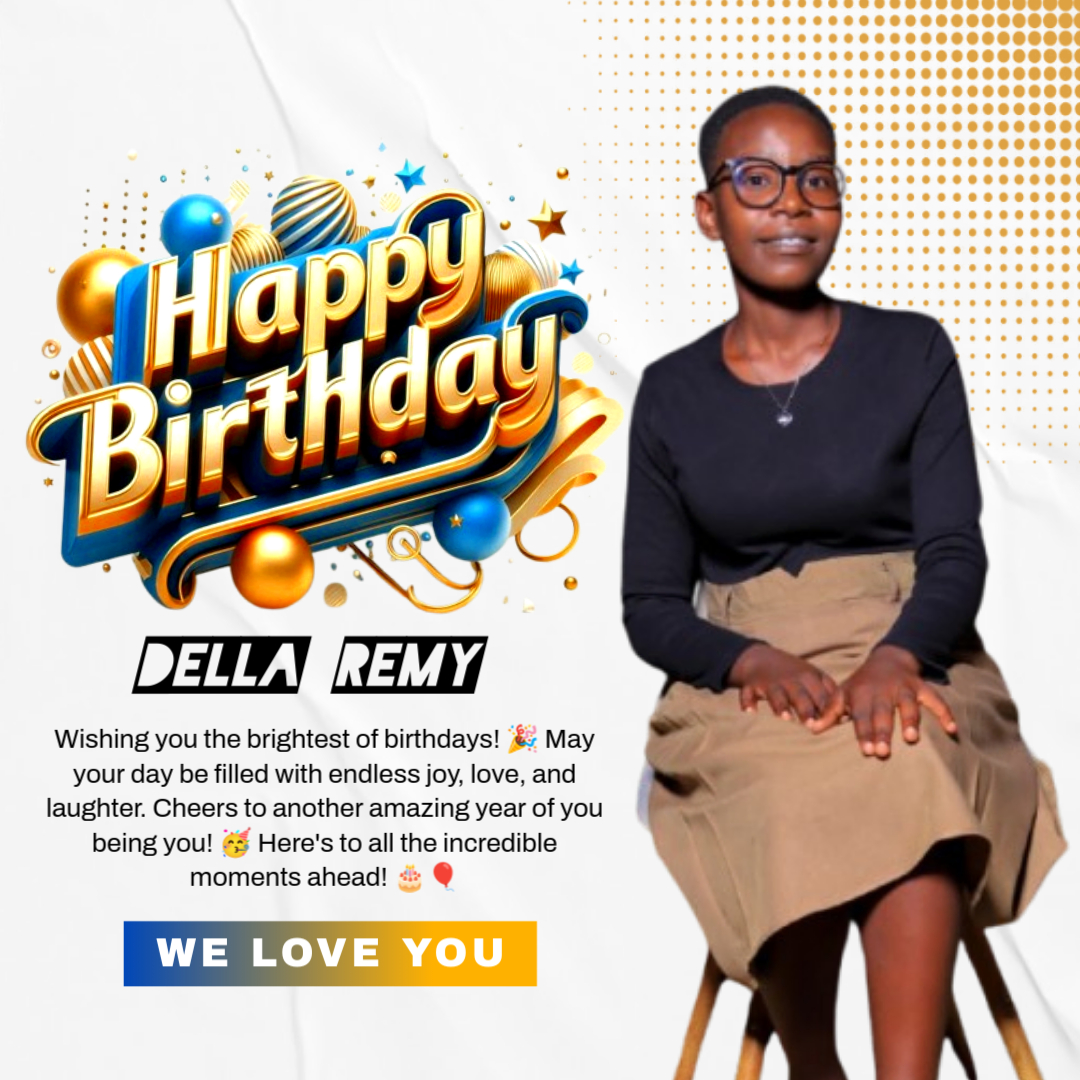 Happy
Birthday
DELLA REMY
Wishing you the brightest of birthdays! 🎉 May
your day be filled with endless joy, love, and
laughter. Cheers to another amazing year of you
being you! 🥳 Here's to all the incredible
moments ahead! 🎂🎈
WE LOVE YOU